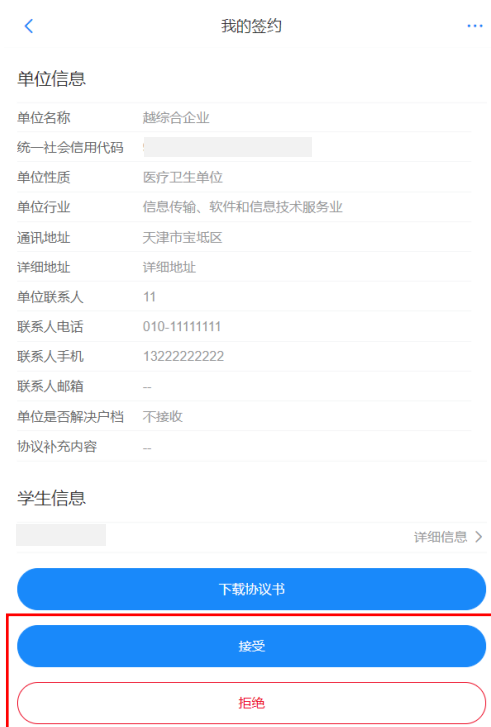 我的签约
单位信息
单位名称 越综合企业
统一社会信用代码
单位性质 医疗卫生单位
单位行业 信息传输、软件和信息技术服务业
通讯地址 天津市宝坻区
详细地址 详细地址
单位联系人 11
联系人电话 010-11111111
联系人手机 13222222222
联系人邮箱 --
单位是否解决户档 不接收
协议补充内容 --
学生信息
详细信息
下载协议书
接受
拒绝